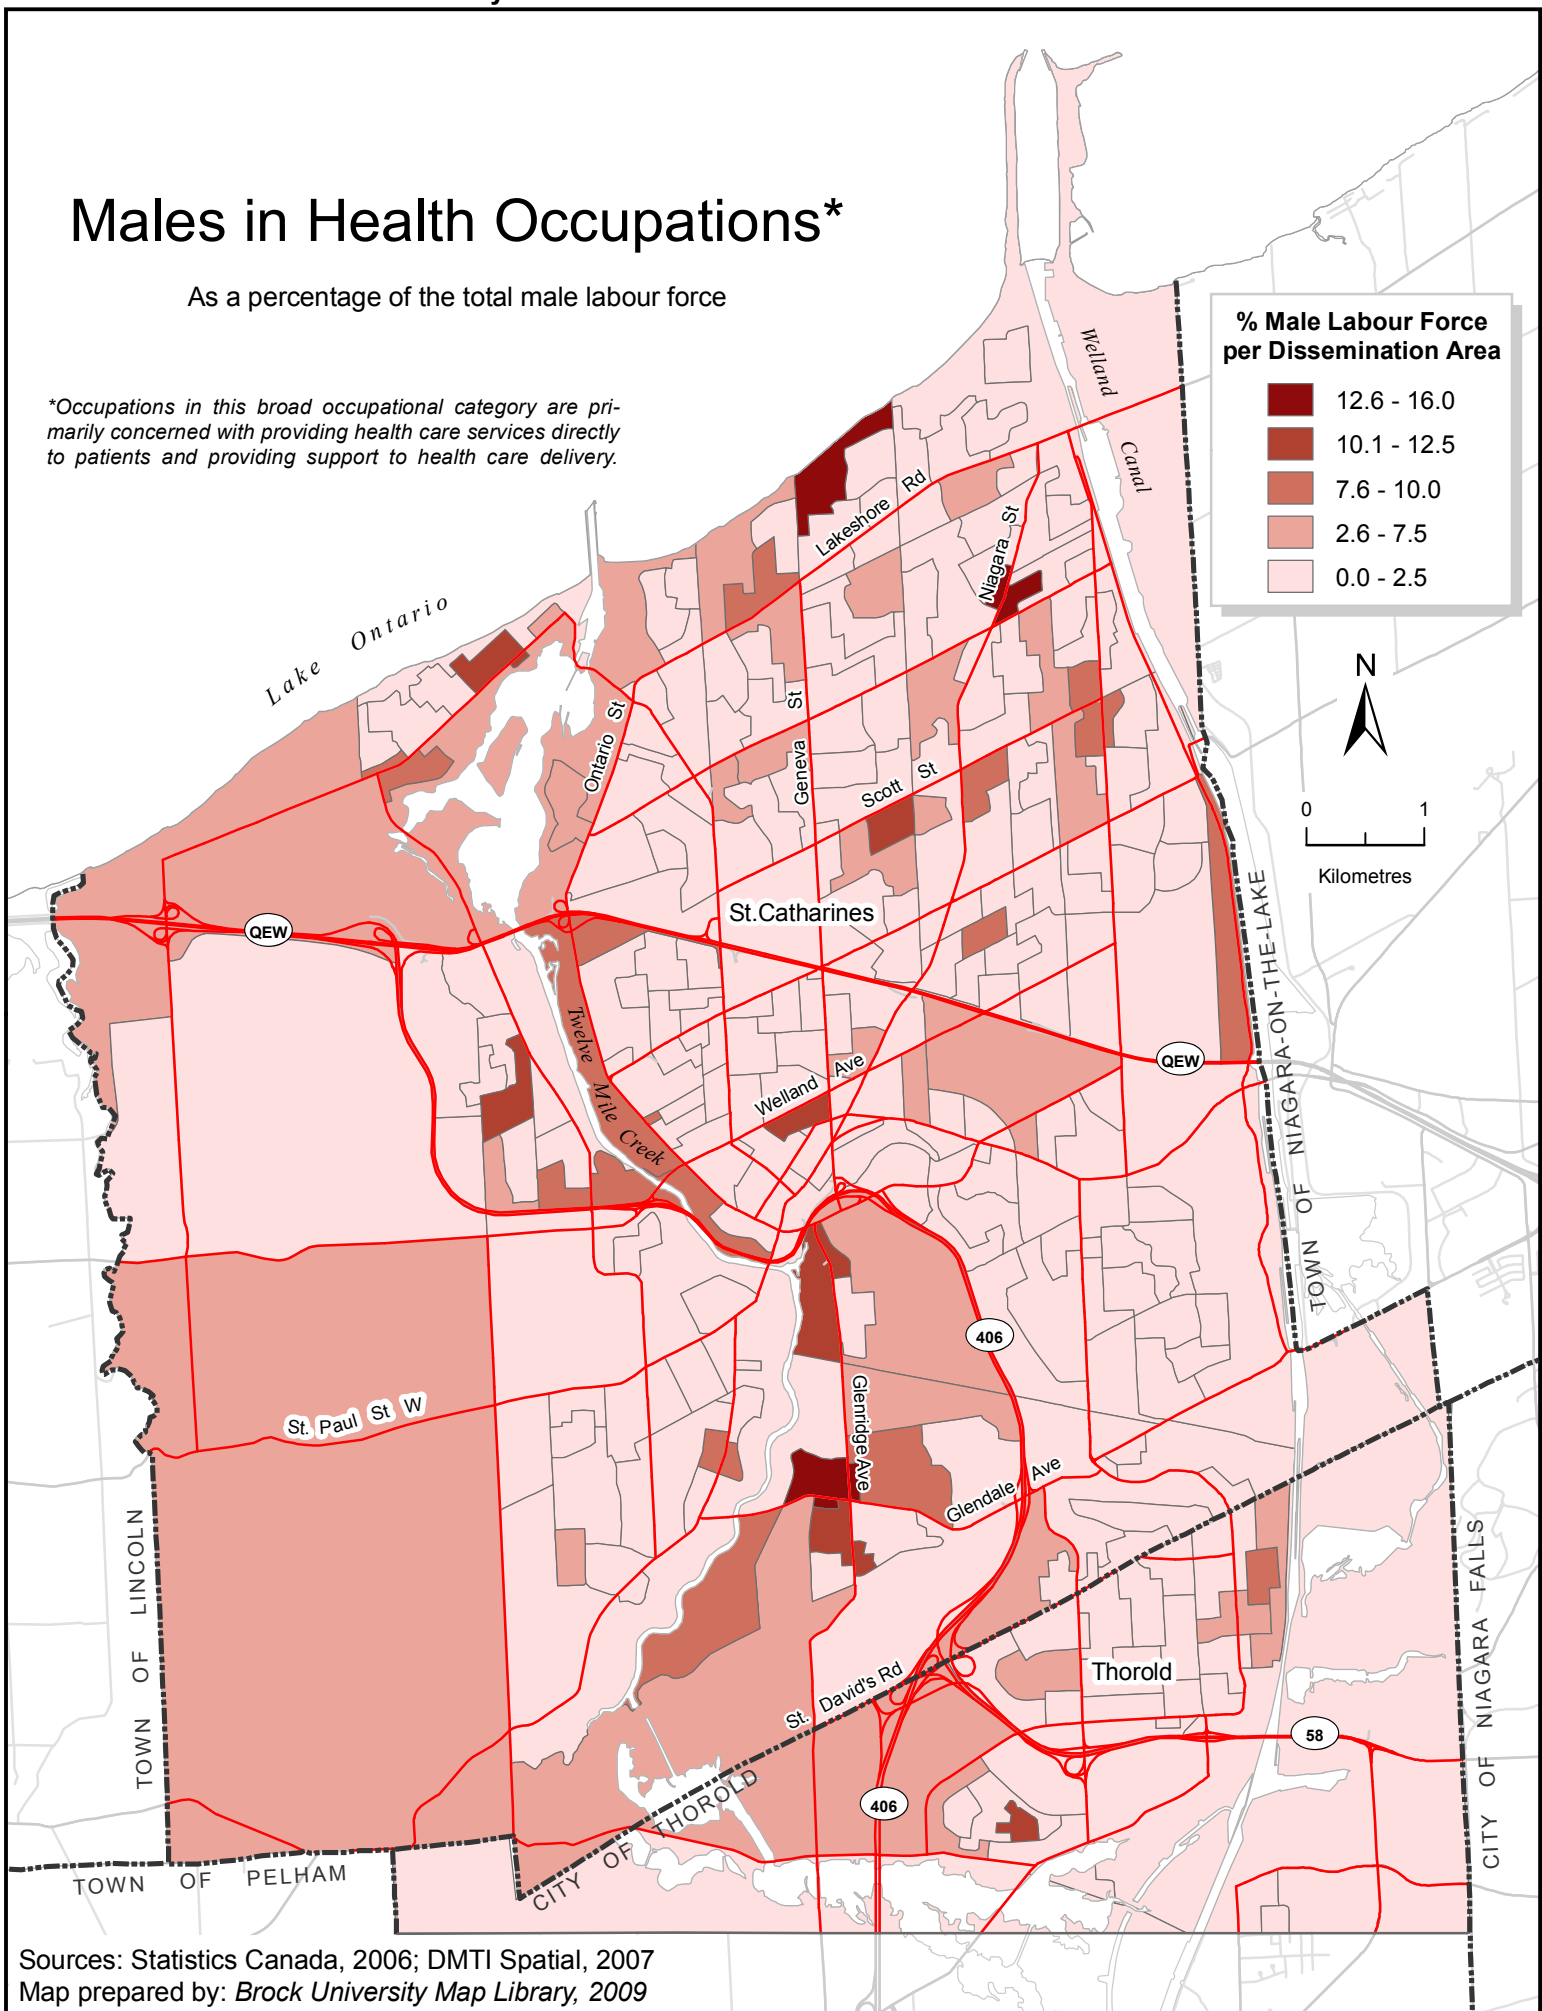 Males in Health Occupations*
As a percentage of the total male labour force
*Occupations in this broad occupational category are pri-
marily concerned with providing health care services directly
to patients and providing support to health care delivery.
% Male Labour Force
per Dissemination Area
12.6 - 16.0
10.1 - 12.5
7.6 - 10.0
2.6 - 7.5
0.0 - 2.5
N
0 1
Kilometres
Lake Ontario
Welland Canal
Lakeshore Rd
Niagara St
Ontario St
Geneva St
Scott St
St.Catharines
QEW
QEW
Twelve Mile Creek
Welland Ave
TOWN OF NIAGARA-ON-THE-LAKE
406
St. Paul St W
Glenridge Ave
Glendale Ave
TOWN OF LINCOLN
CITY OF NIAGARA FALLS
Thorold
St. David's Rd
58
406
CITY OF THOROLD
TOWN OF PELHAM
Sources: Statistics Canada, 2006; DMTI Spatial, 2007
Map prepared by: Brock University Map Library, 2009